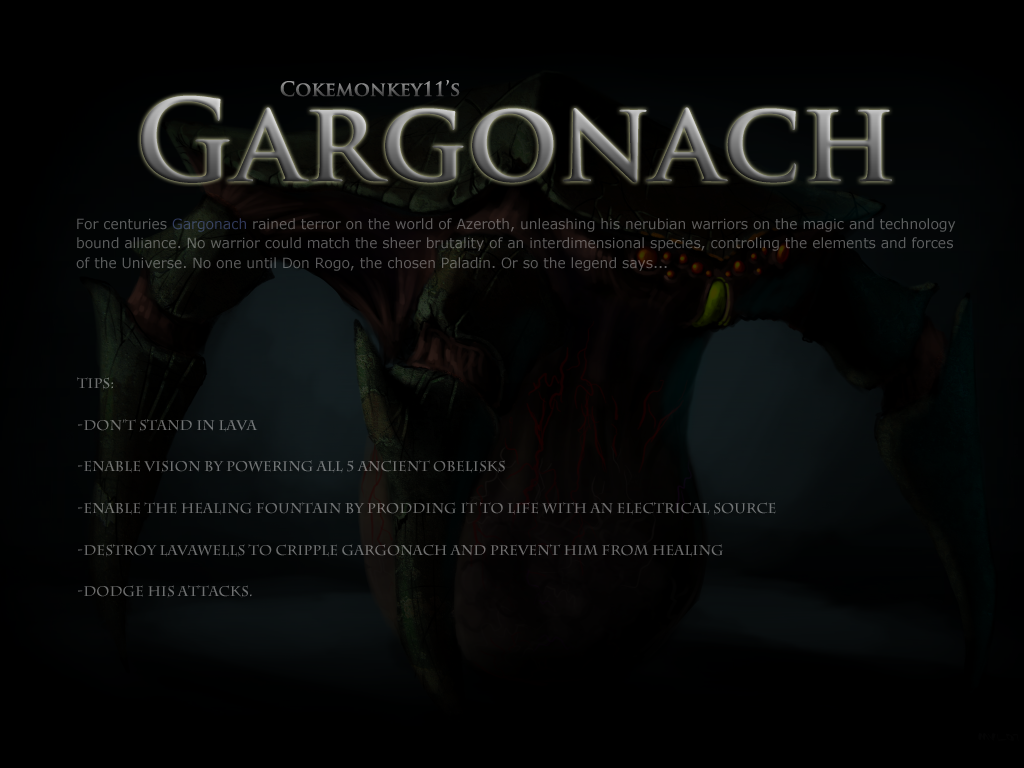 COKEMONKEY11'S
GARGONACH
For centuries Gargonach rained terror on the world of Azeroth, unleashing his nerubian warriors on the magic and technology
bound alliance. No warrior could match the sheer brutality of an interdimensional species, controling the elements and forces
of the Universe. No one until Don Rogo, the chosen Paladin. Or so the legend says...
TIPS:
-DON'T STAND IN LAVA
-ENABLE VISION BY POWERING ALL 5 ANCIENT OBELISKS
-ENABLE THE HEALING FOUNTAIN BY PRODDING IT TO LIFE WITH AN ELECTRICAL SOURCE
-DESTROY LAVAWELLS TO CRIPPLE GARGONACH AND PREVENT HIM FROM HEALING
-DODGE HIS ATTACKS.